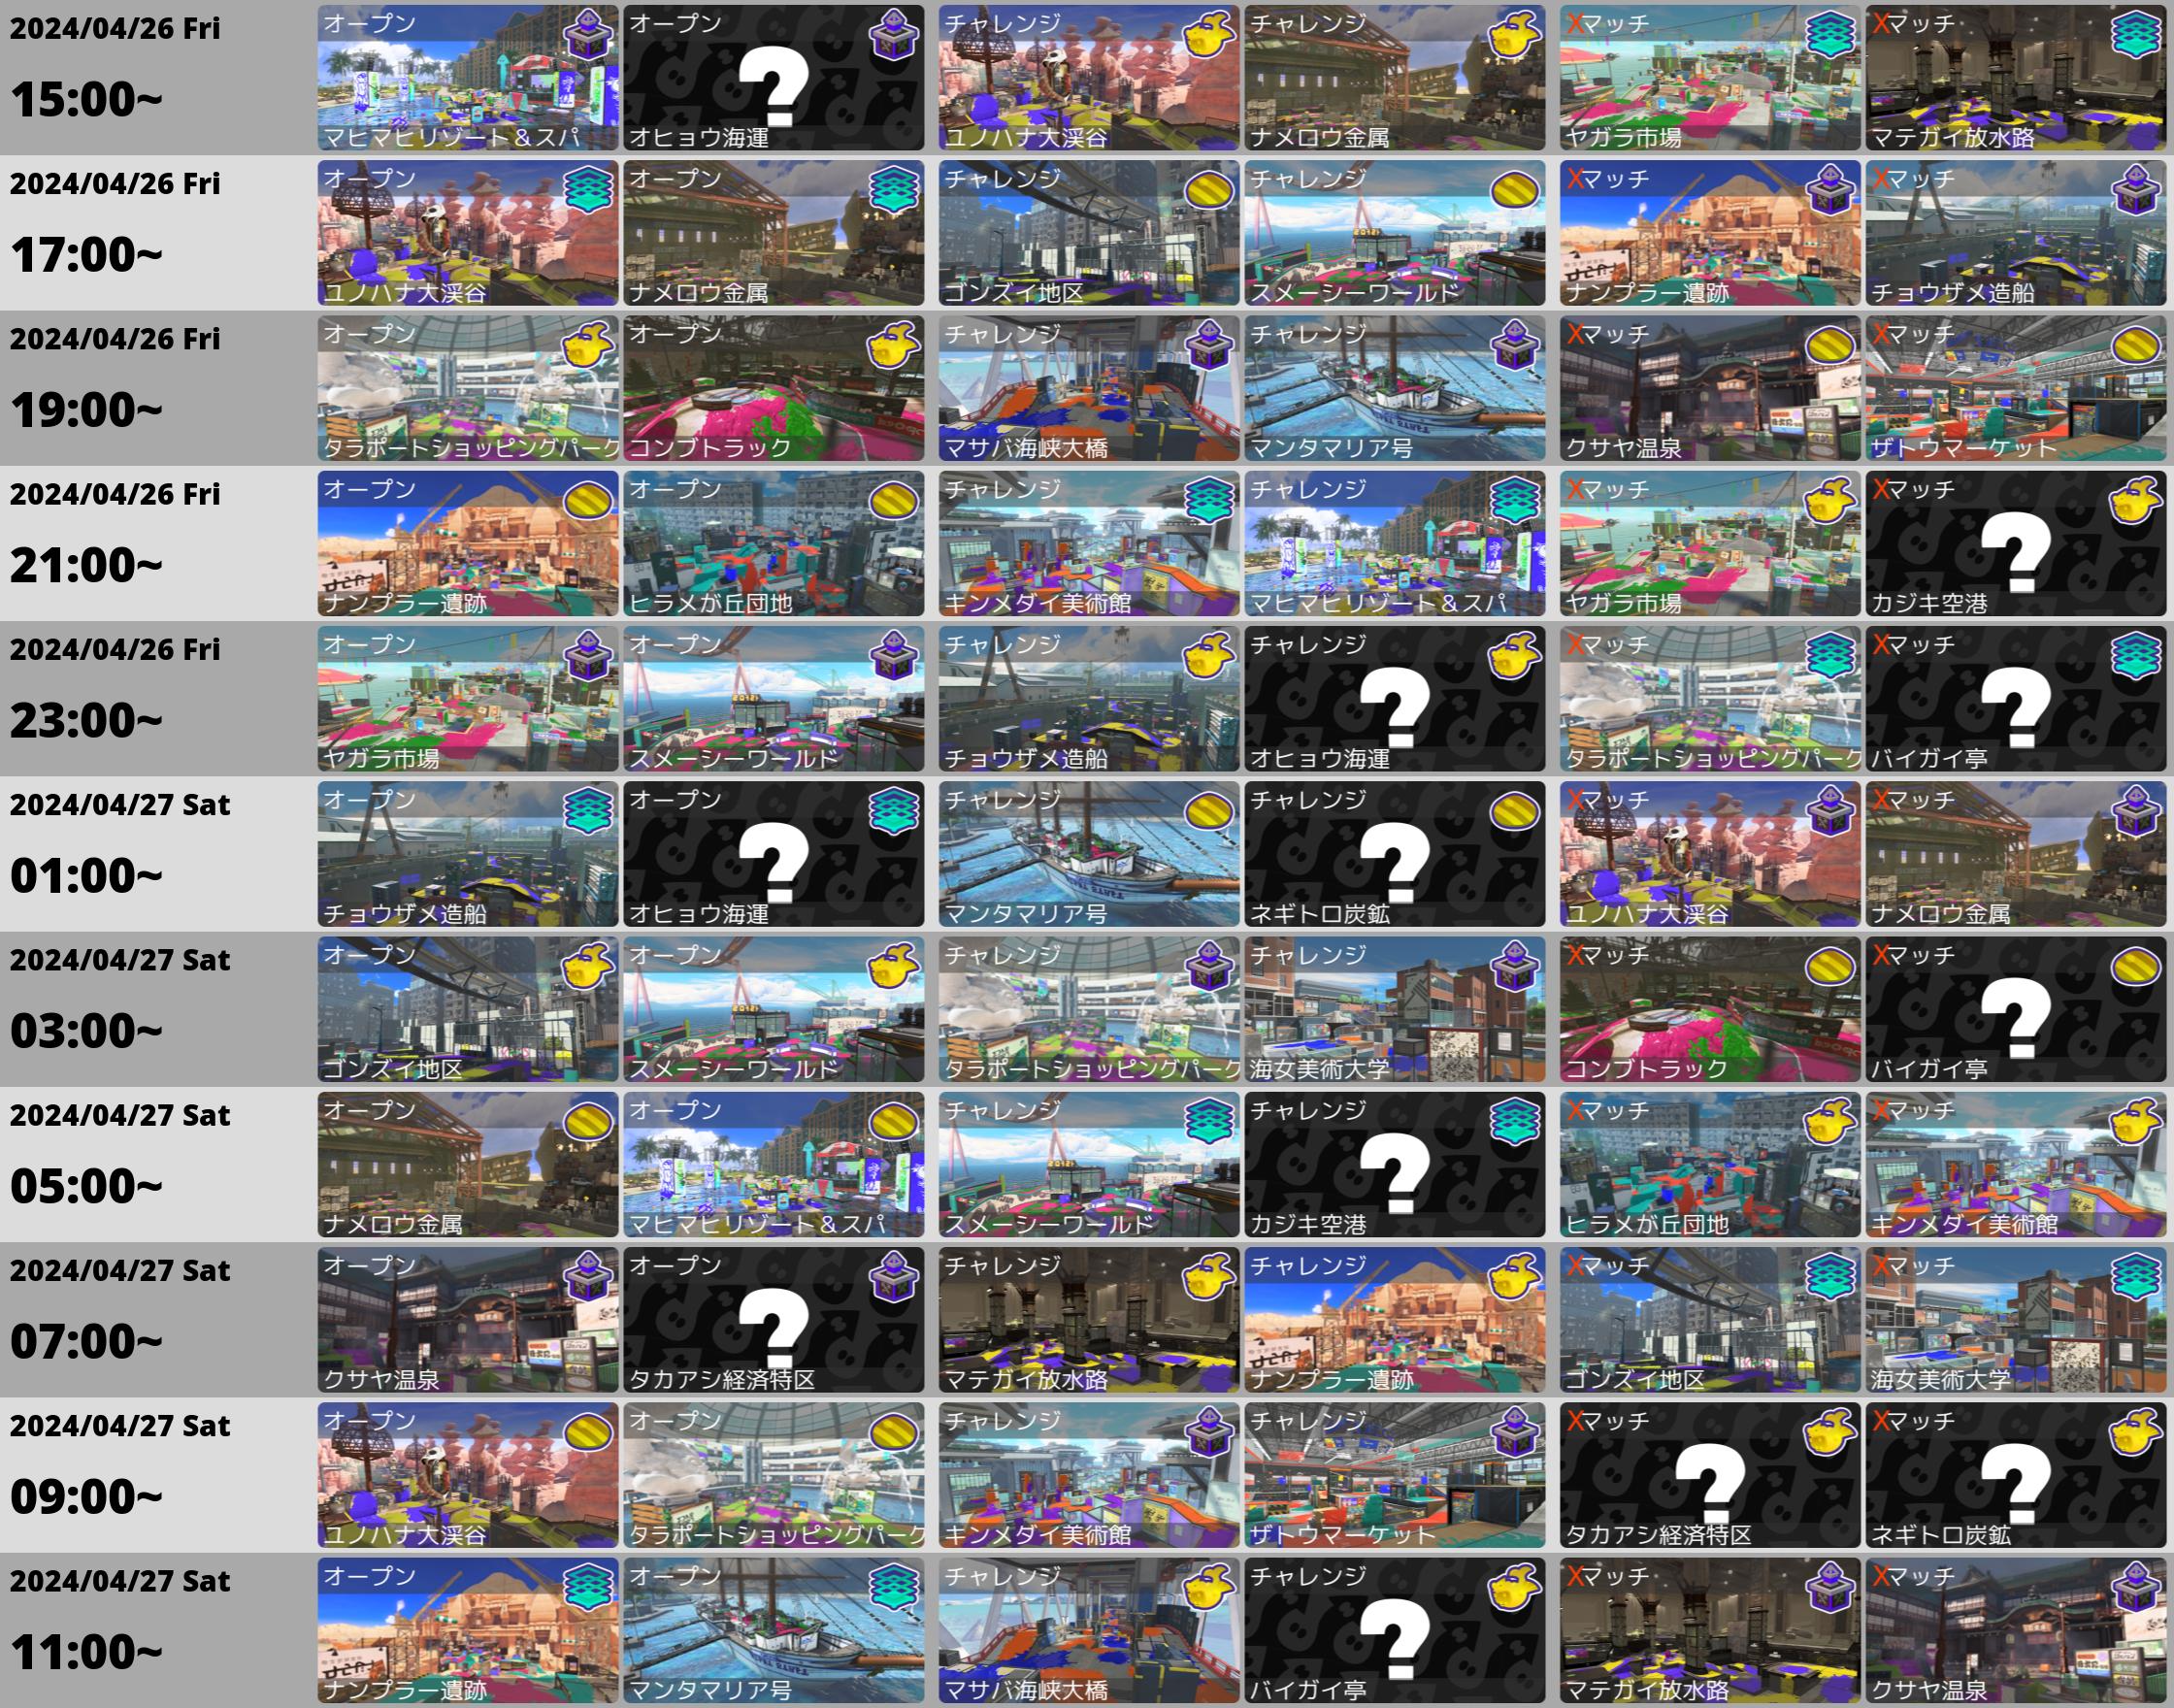 2024/04/26 Fri
15:00~
オープン
マヒマヒリゾート＆スパ
オープン
オヒョウ海運
チャレンジ
ユノハナ大渓谷
チャレンジ
ナメロウ金属
Xマッチ
ヤガラ市場
Xマッチ
マテガイ放水路
2024/04/26 Fri
17:00~
オープン
ユノハナ大渓谷
オープン
ナメロウ金属
チャレンジ
ゴンズイ地区
チャレンジ
スメーシーワールド
Xマッチ
ナンプラー遺跡
Xマッチ
チョウザメ造船
2024/04/26 Fri
19:00~
オープン
タラポートショッピングパーク
オープン
コンブトラック
チャレンジ
マサバ海峡大橋
チャレンジ
マンタマリア号
Xマッチ
クサヤ温泉
Xマッチ
ザトウマーケット
2024/04/26 Fri
21:00~
オープン
ナンプラー遺跡
オープン
ヒラメが丘団地
チャレンジ
キンメダイ美術館
チャレンジ
マヒマヒリゾート＆スパ
Xマッチ
ヤガラ市場
Xマッチ
カジキ空港
2024/04/26 Fri
23:00~
オープン
ヤガラ市場
オープン
スメーシーワールド
チャレンジ
チョウザメ造船
チャレンジ
オヒョウ海運
Xマッチ
タラポートショッピングパーク
Xマッチ
バイガイ亭
2024/04/27 Sat
01:00~
オープン
チョウザメ造船
オープン
オヒョウ海運
チャレンジ
マンタマリア号
チャレンジ
ネギトロ炭鉱
Xマッチ
ユノハナ大渓谷
Xマッチ
ナメロウ金属
2024/04/27 Sat
03:00~
オープン
ゴンズイ地区
オープン
スメーシーワールド
チャレンジ
タラポートショッピングパーク
チャレンジ
海女美術大学
Xマッチ
コンブトラック
Xマッチ
バイガイ亭
2024/04/27 Sat
05:00~
オープン
ナメロウ金属
オープン
マヒマヒリゾート＆スパ
チャレンジ
スメーシーワールド
チャレンジ
カジキ空港
Xマッチ
ヒラメが丘団地
Xマッチ
キンメダイ美術館
2024/04/27 Sat
07:00~
オープン
クサヤ温泉
オープン
タカアシ経済特区
チャレンジ
マテガイ放水路
チャレンジ
ナンプラー遺跡
Xマッチ
ゴンズイ地区
Xマッチ
海女美術大学
2024/04/27 Sat
09:00~
オープン
ユノハナ大渓谷
オープン
タラポートショッピングパーク
チャレンジ
キンメダイ美術館
チャレンジ
ザトウマーケット
Xマッチ
タカアシ経済特区
Xマッチ
ネギトロ炭鉱
2024/04/27 Sat
11:00~
オープン
ナンプラー遺跡
オープン
マンタマリア号
チャレンジ
マサバ海峡大橋
チャレンジ
バイガイ亭
Xマッチ
マテガイ放水路
Xマッチ
クサヤ温泉